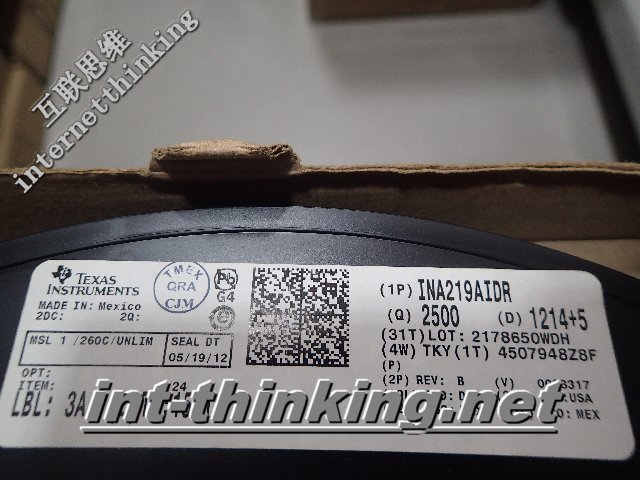 互联思维
internetthinking
TEXAS
INSTRUMENTS
MADE IN: Mexico
2DC: 2Q:
TMEX
QRA
CJM
Pb
G4
MSL 1 /260C/UNLIM
SEAL DT
05/19/12
OPT:
ITEM:
LBL: 3A
24
(1P) INA219AIDR
(Q) 2500 (D) 1214+5
(31T)LOT: 2178650WDH
(4W) TKY(1T) 4507948Z8F
(P)
(2P) REV: B (V)
3317
:USA
O: MEX
int-thinking.net